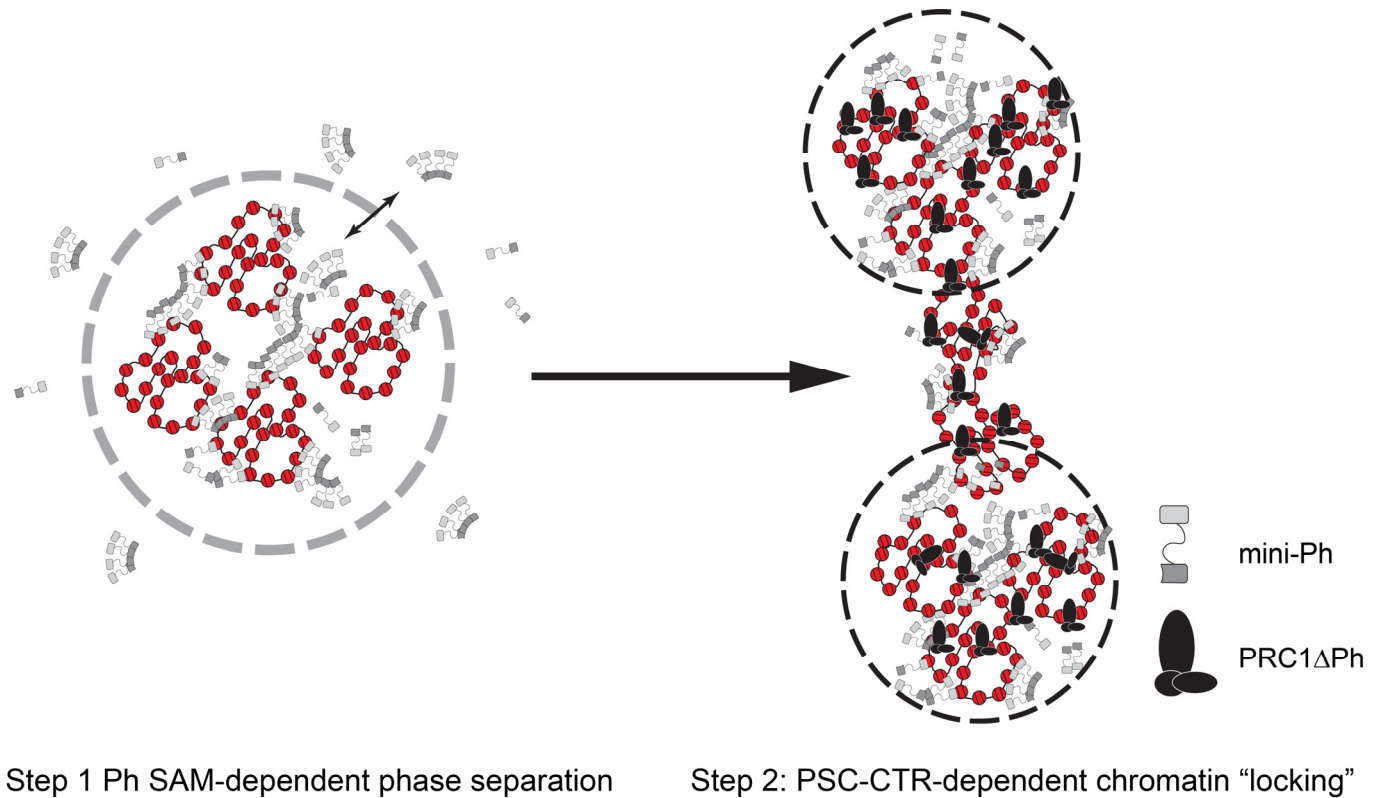 mini-Ph
PRC1ΔPh
Step 1 Ph SAM-dependent phase separation
Step 2: PSC-CTR-dependent chromatin “locking”